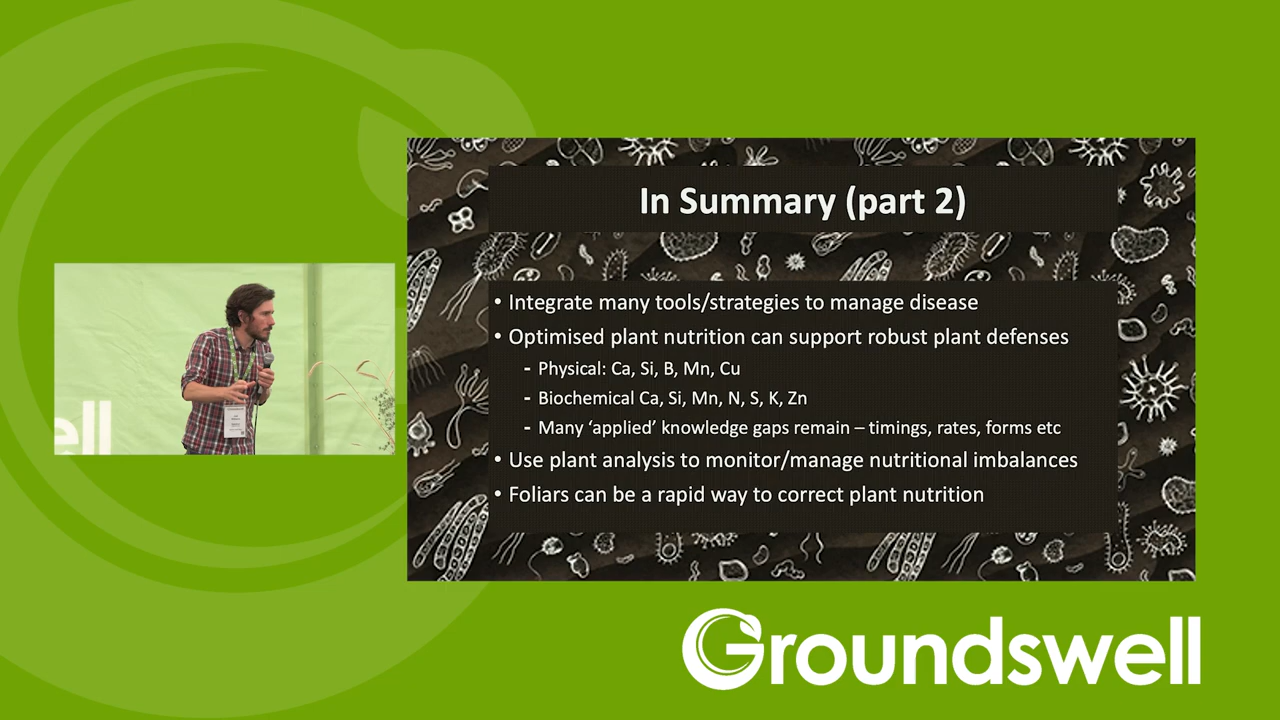 In Summary (part 2)
• Integrate many tools/strategies to manage disease
• Optimised plant nutrition can support robust plant defenses
- Physical: Ca, Si, B, Mn, Cu
- Biochemical Ca, Si, Mn, N, S, K, Zn
- Many ‘applied’ knowledge gaps remain – timings, rates, forms etc
• Use plant analysis to monitor/manage nutritional imbalances
• Foliars can be a rapid way to correct plant nutrition
ell
Groundswell